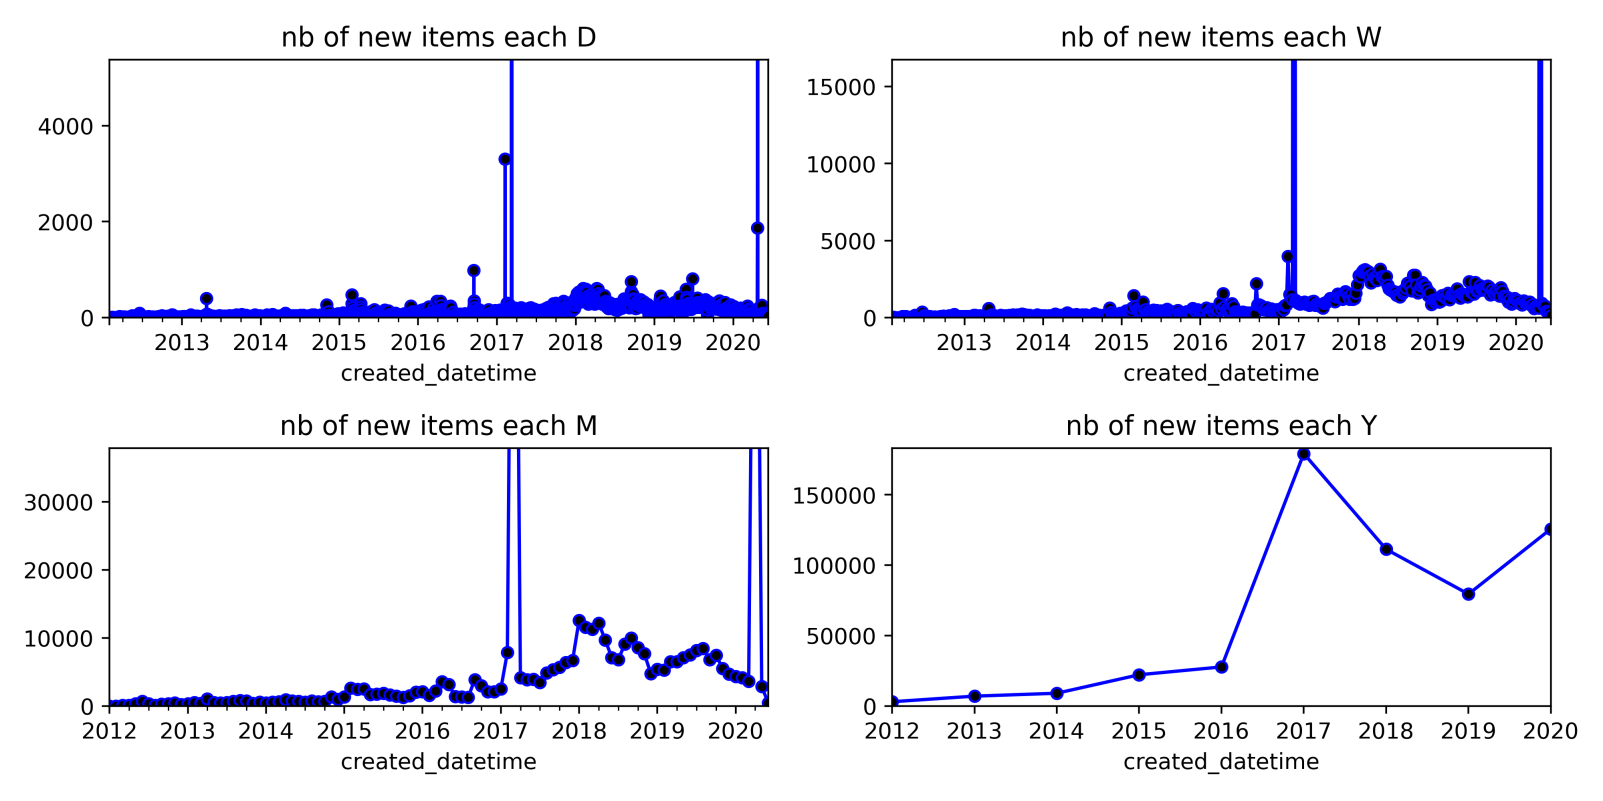 nb of new items each D
4000
2000
0
2013 2014 2015 2016 2017 2018 2019 2020
created_datetime
nb of new items each W
15000
10000
5000
0
2013 2014 2015 2016 2017 2018 2019 2020
created_datetime
nb of new items each M
30000
20000
10000
0
2012 2013 2014 2015 2016 2017 2018 2019 2020
created_datetime
nb of new items each Y
150000
100000
50000
0
2012 2013 2014 2015 2016 2017 2018 2019 2020
created_datetime